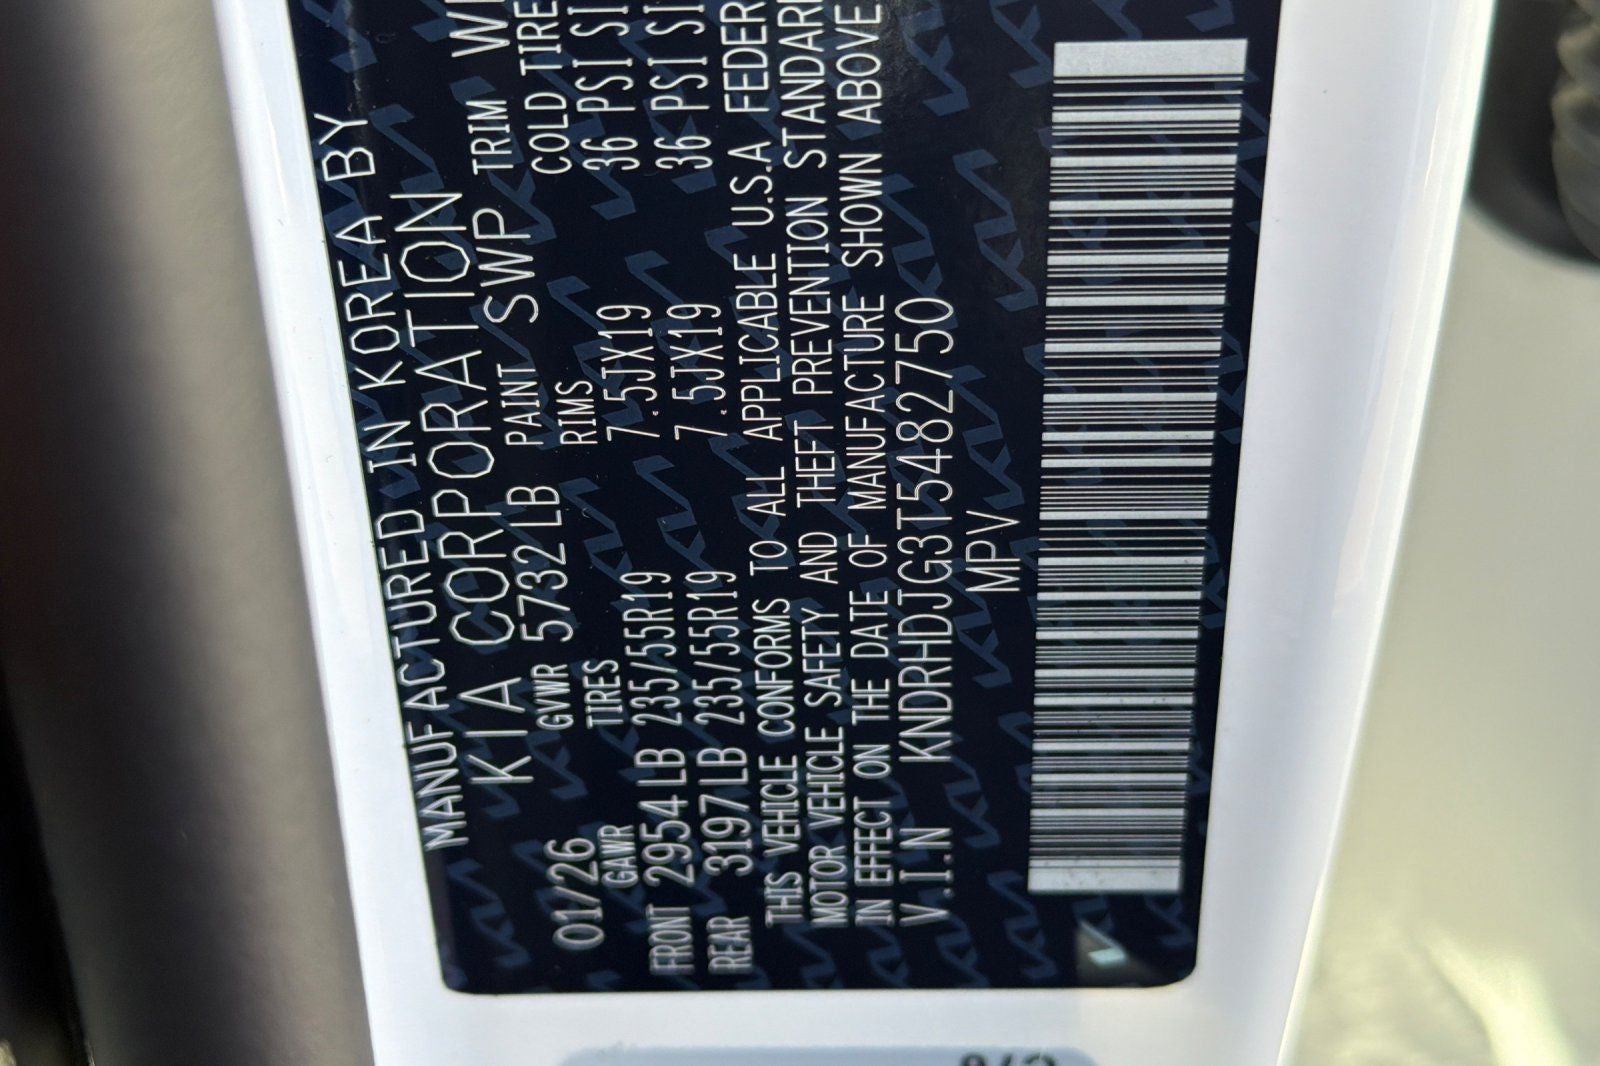 MANUFACTURED IN KOREA BY
KIA CORPORATION
01/26 GVWR 5732 LB PAINT SWP TRIM
GAWR TIRES RIMS COLD TIRE
FRONT 2954 LB 235/55R19 7.5JX19 36 PSI
REAR 3197 LB 235/55R19 7.5JX19 36 PSI
THIS VEHICLE CONFORMS TO ALL APPLICABLE U.S.A FEDER
MOTOR VEHICLE SAFETY AND THEFT PREVENTION STANDAR
IN EFFECT ON THE DATE OF MANUFACTURE SHOWN ABOVE
V.I.N KNDRHDJG3T5482750
MPV